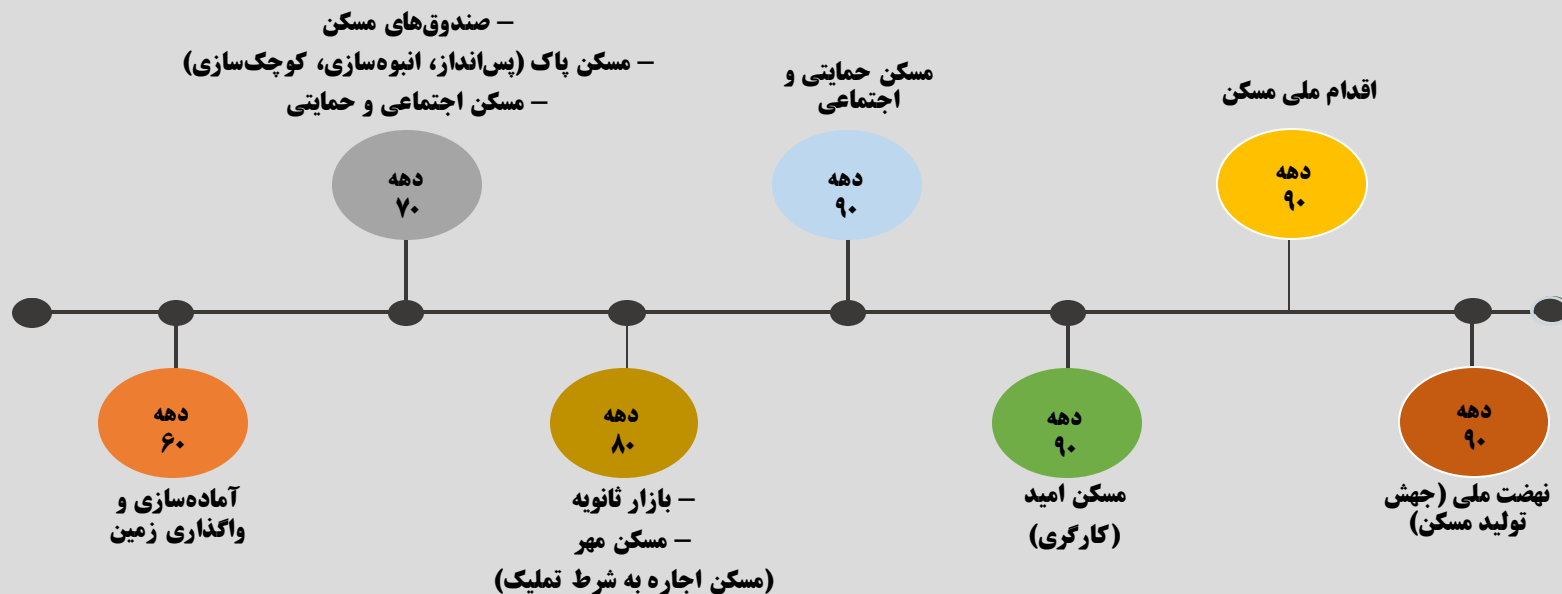 – صندوق‌های مسکن
– مسکن پاک (پس‌انداز، انبوه‌سازی، کوچک‌سازی)
– مسکن اجتماعی و حمایتی
دهه
۷۰
مسکن حمایتی و
اجتماعی
دهه
۹۰
اقدام ملی مسکن
دهه
۹۰
دهه
۶۰
آماده‌سازی و
واگذاری زمین
دهه
۸۰
– بازار ثانویه
– مسکن مهر
(مسکن اجاره به شرط تملیک)
دهه
۹۰
مسکن امید
(کارگری)
دهه
۹۰
نهضت ملی (جهش
تولید مسکن)